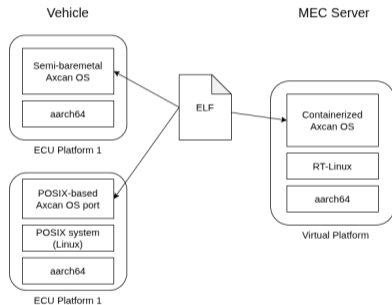 Vehicle
MEC Server
Semi-baremetal
Axcan OS
aarch64
ECU Platform 1
ELF
Containerized
Axcan OS
RT-Linux
aarch64
Virtual Platform
POSIX-based
Axcan OS port
POSIX system
(Linux)
aarch64
ECU Platform 1